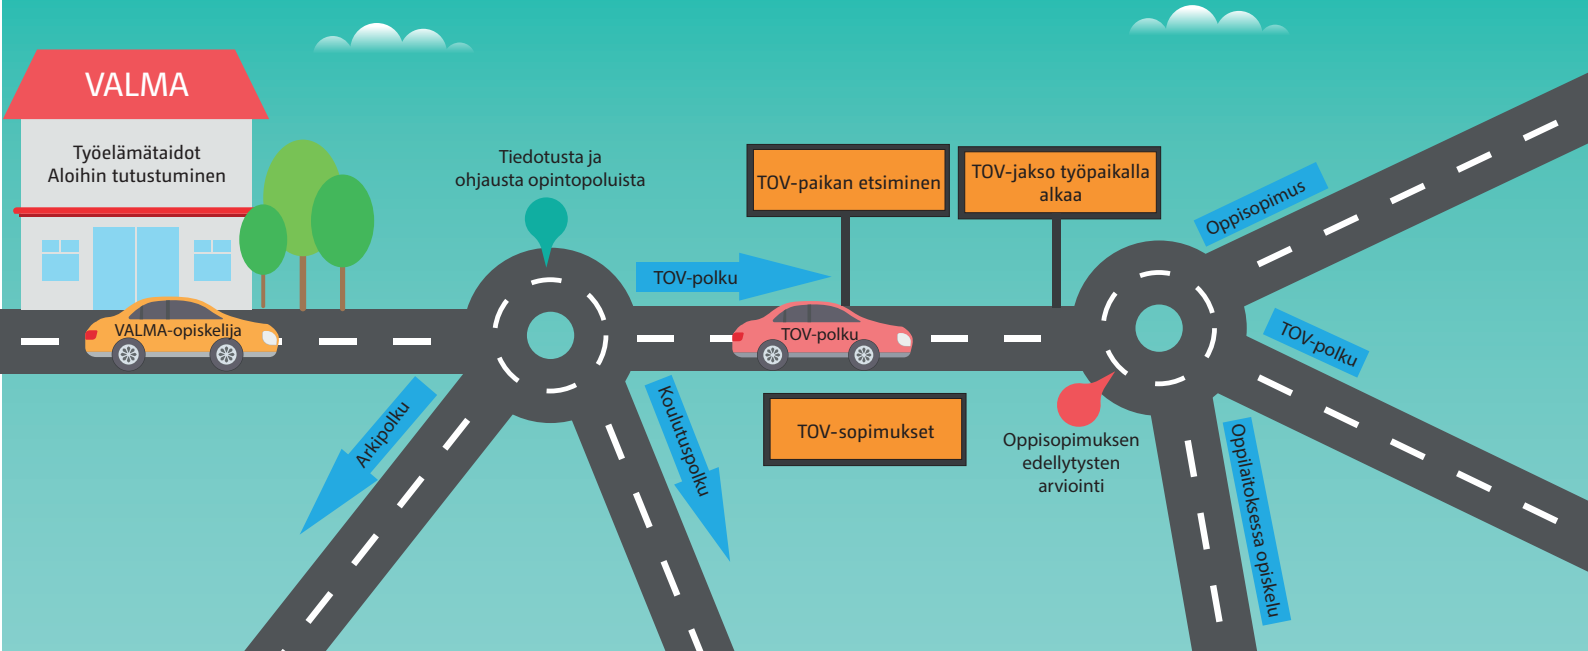 VALMA
Työelämätaidot
Aloihin tutustuminen
VALMA-opiskelija
Tiedotusta ja
ohjausta opintopoluista
Arkipolku
Koulutuspolku
TOV-polku
TOV-paikan etsiminen
TOV-jakso työpaikalla
alkaa
TOV-polku
TOV-sopimukset
Oppisopimuksen
edellytysten
arviointi
Oppisopimus
TOV-polku
Oppilaitoksessa opiskelu